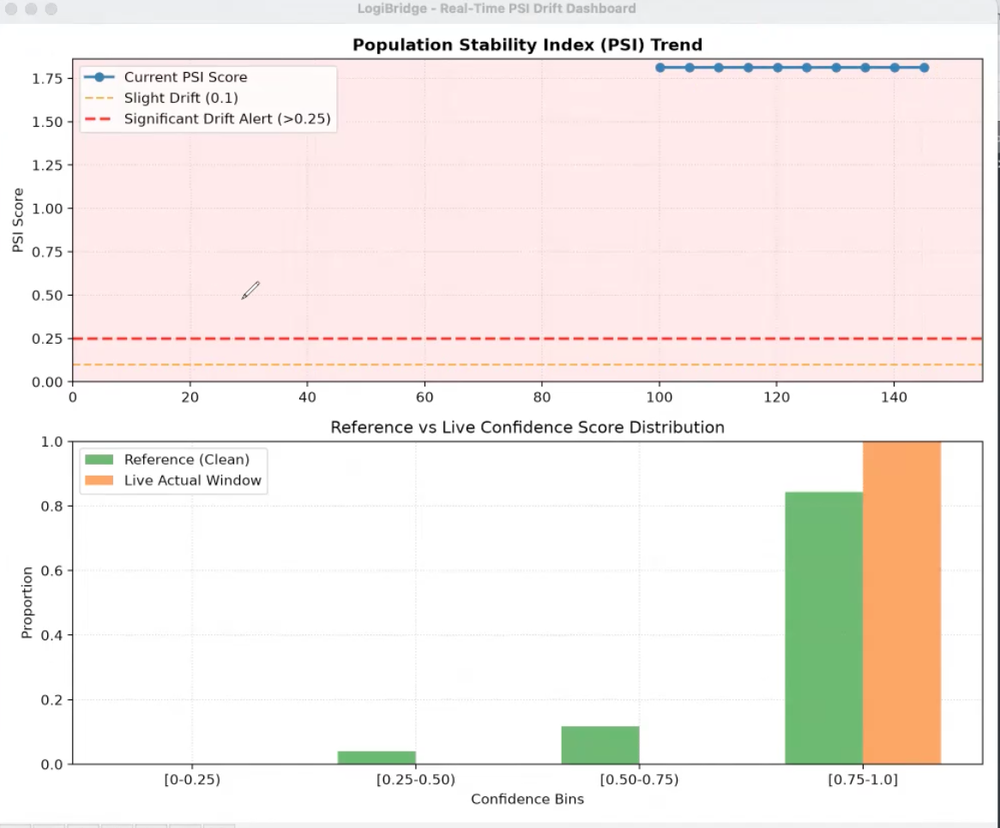 LogiBridge - Real-Time PSI Drift Dashboard
Population Stability Index (PSI) Trend
Current PSI Score
Slight Drift (0.1)
Significant Drift Alert (>0.25)
PSI Score
1.75
1.50
1.25
1.00
0.75
0.50
0.25
0.00
0 20 40 60 80 100 120 140
Reference vs Live Confidence Score Distribution
Reference (Clean)
Live Actual Window
Proportion
1.0
0.8
0.6
0.4
0.2
0.0
[0-0.25) [0.25-0.50) [0.50-0.75) [0.75-1.0]
Confidence Bins